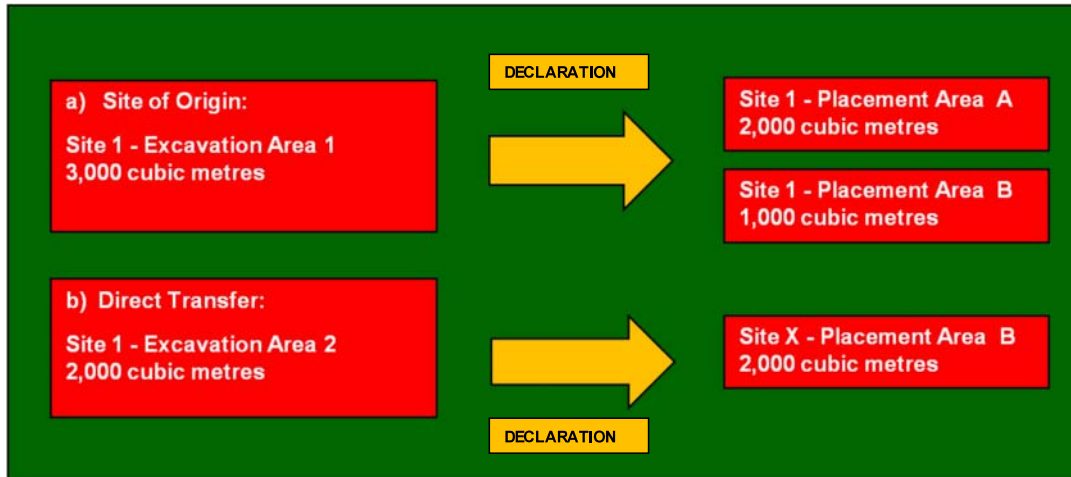 DECLARATION
a) Site of Origin:
Site 1 - Excavation Area 1
3,000 cubic metres
Site 1 - Placement Area A
2,000 cubic metres
Site 1 - Placement Area B
1,000 cubic metres
b) Direct Transfer:
Site 1 - Excavation Area 2
2,000 cubic metres
Site X - Placement Area B
2,000 cubic metres
DECLARATION